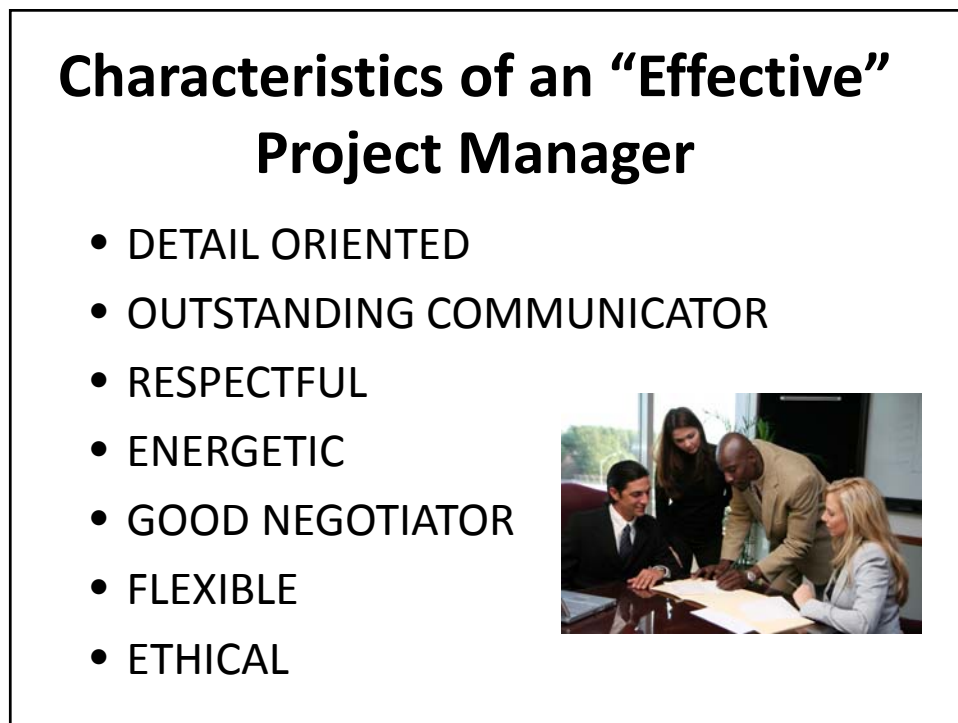 Characteristics of an “Effective”
Project Manager
• DETAIL ORIENTED
• OUTSTANDING COMMUNICATOR
• RESPECTFUL
• ENERGETIC
• GOOD NEGOTIATOR
• FLEXIBLE
• ETHICAL